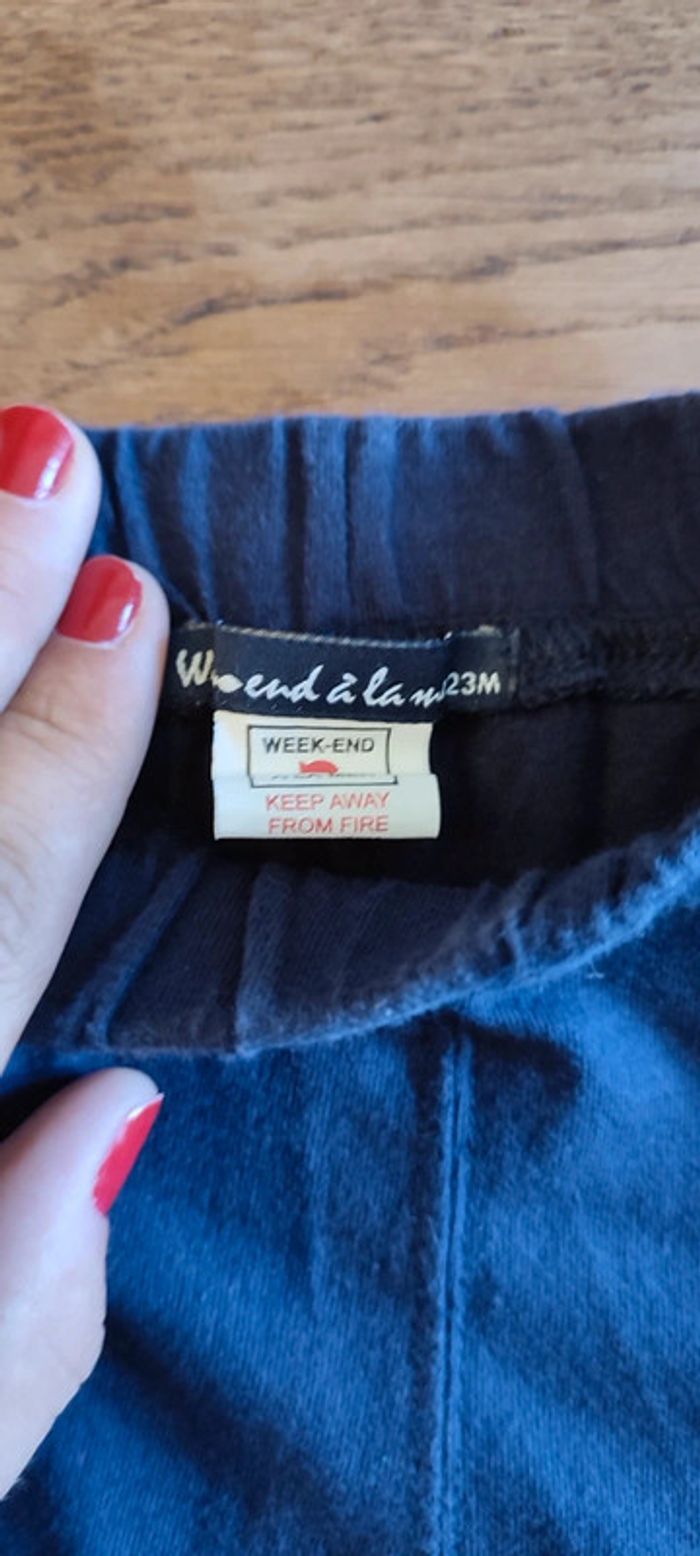 end à la 23M
WEEK-END
KEEP AWAY
FROM FIRE